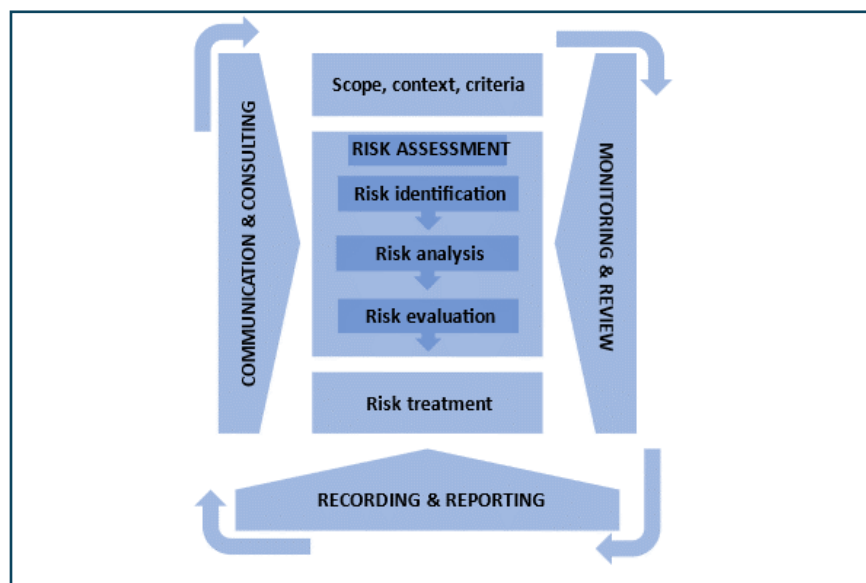 Scope, context, criteria
RISK ASSESSMENT
Risk identification
Risk analysis
Risk evaluation
Risk treatment
COMMUNICATION & CONSULTING
MONITORING & REVIEW
RECORDING & REPORTING